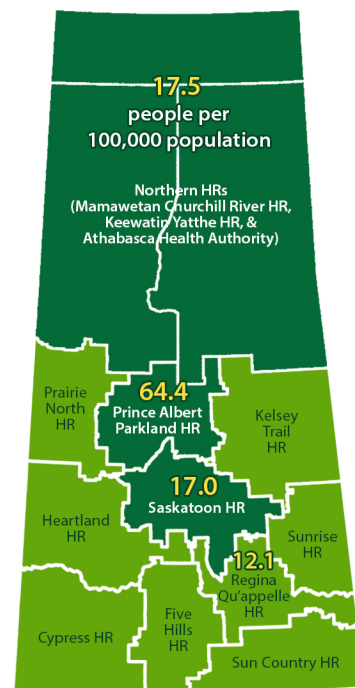 17.5
people per
100,000 population
Northern HRs
(Mamawetan Churchill River HR,
Keewatin Yatthe HR, &
Athabasca Health Authority)
64.4
Prince Albert
Parkland HR
Prairie
North
HR
Kelsey
Trail
HR
17.0
Saskatoon HR
Heartland
HR
Sunrise
HR
12.1
Regina
Qu'appelle
HR
Cypress HR
Five
Hills
HR
Sun Country HR